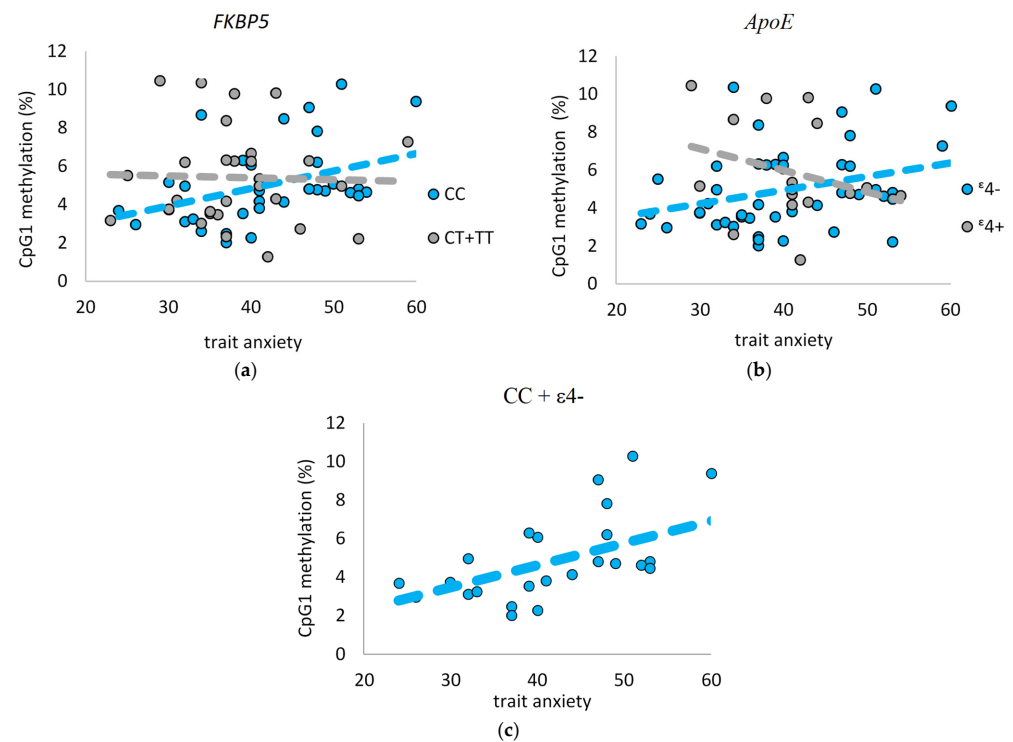 FKBP5
12
10
8
6
4
2
0
CpG1 methylation (%)
20 30 40 50 60
trait anxiety
CC
CT+TT
(a)
ApoE
12
10
8
6
4
2
0
CpG1 methylation (%)
20 30 40 50 60
trait anxiety
ε4-
ε4+
(b)
CC + ε4-
12
10
8
6
4
2
0
CpG1 methylation (%)
20 30 40 50 60
trait anxiety
(c)